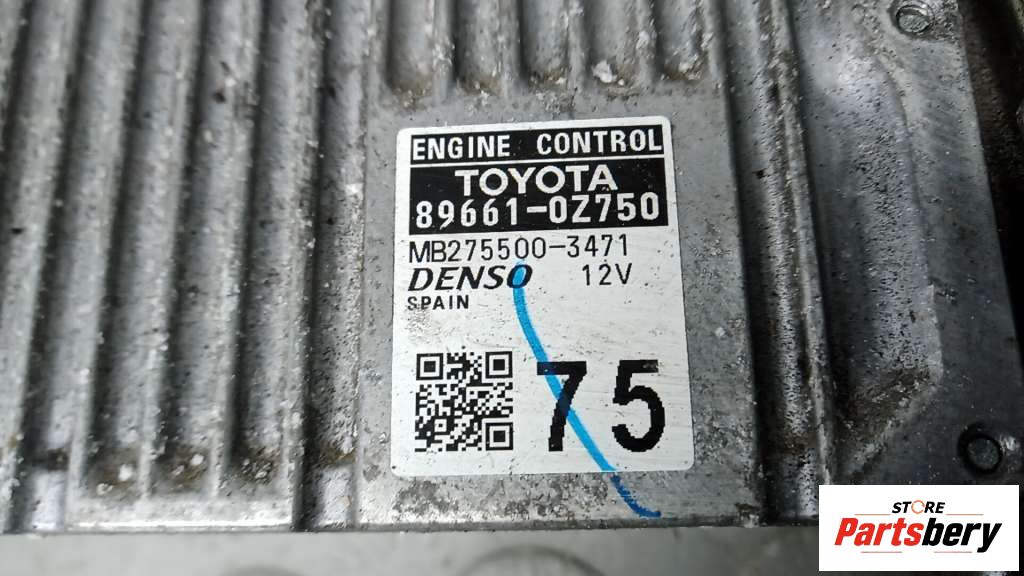 ENGINE CONTROL
TOYOTA
89661-0Z750
MB275500-3471
DENSO 12V
SPAIN
75
STORE
Partsbery